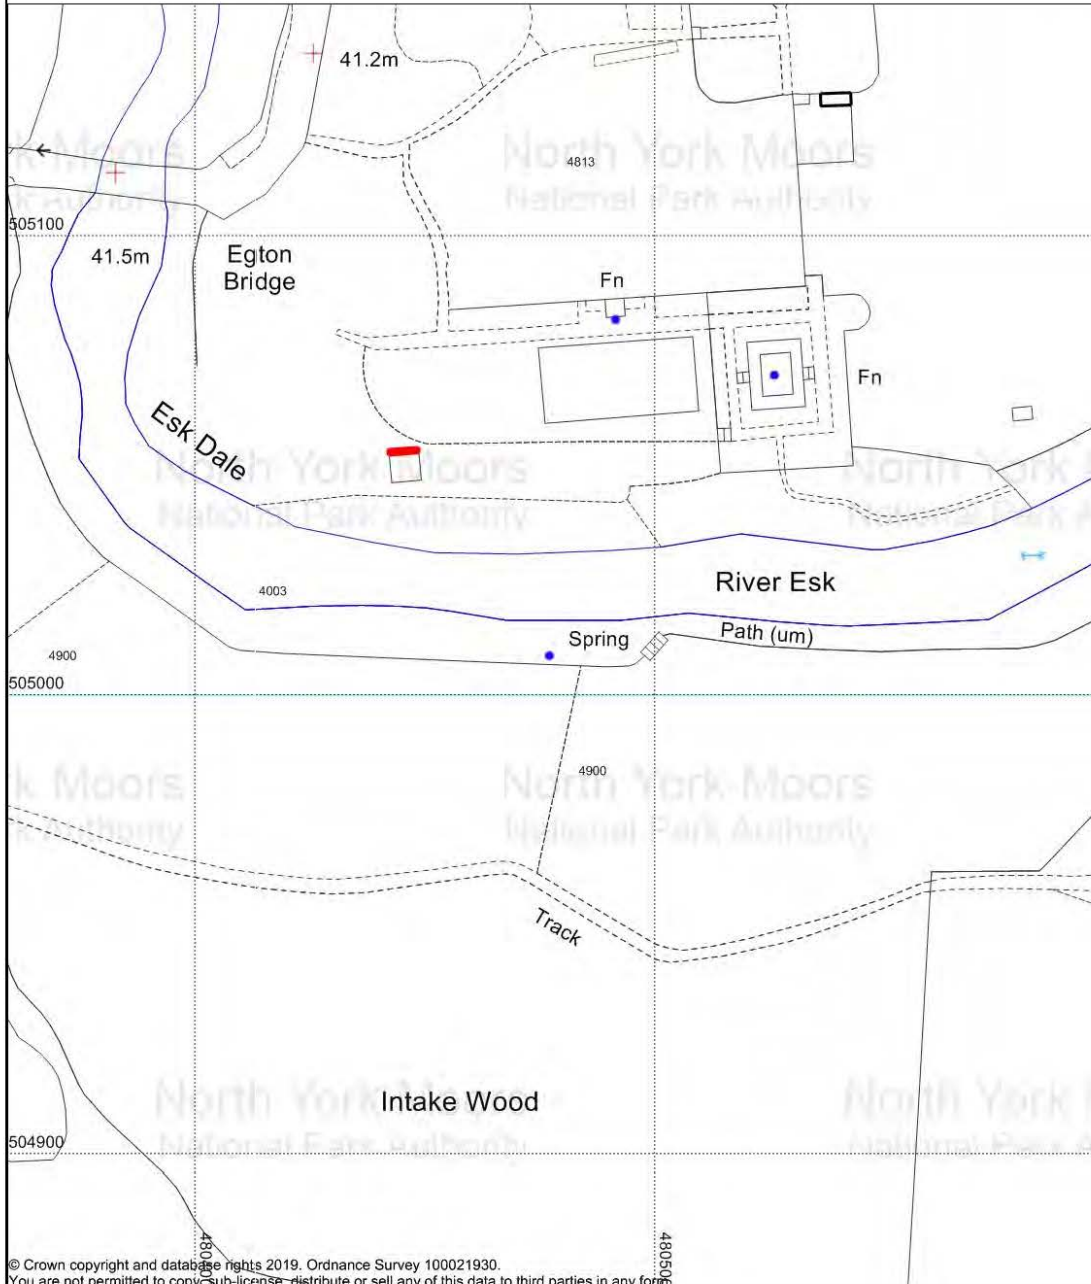 41.2m
North York Moors
National Park Authority
k Moors
k Authority
4813
505100
41.5m
Egton
Bridge
Fn
Fn
Esk Dale
North York Moors
National Park Authority
North York
National Park A
River Esk
4003
Spring
Path (um)
4900
505000
4900
k Moors
k Authority
North York Moors
National Park Authority
Track
Intake Wood
North York Moors
National Park Authority
North York
National Park A
504900
© Crown copyright and database rights 2019. Ordnance Survey 100021930.
You are not permitted to copy, sub-license, distribute or sell any of this data to third parties in any form.